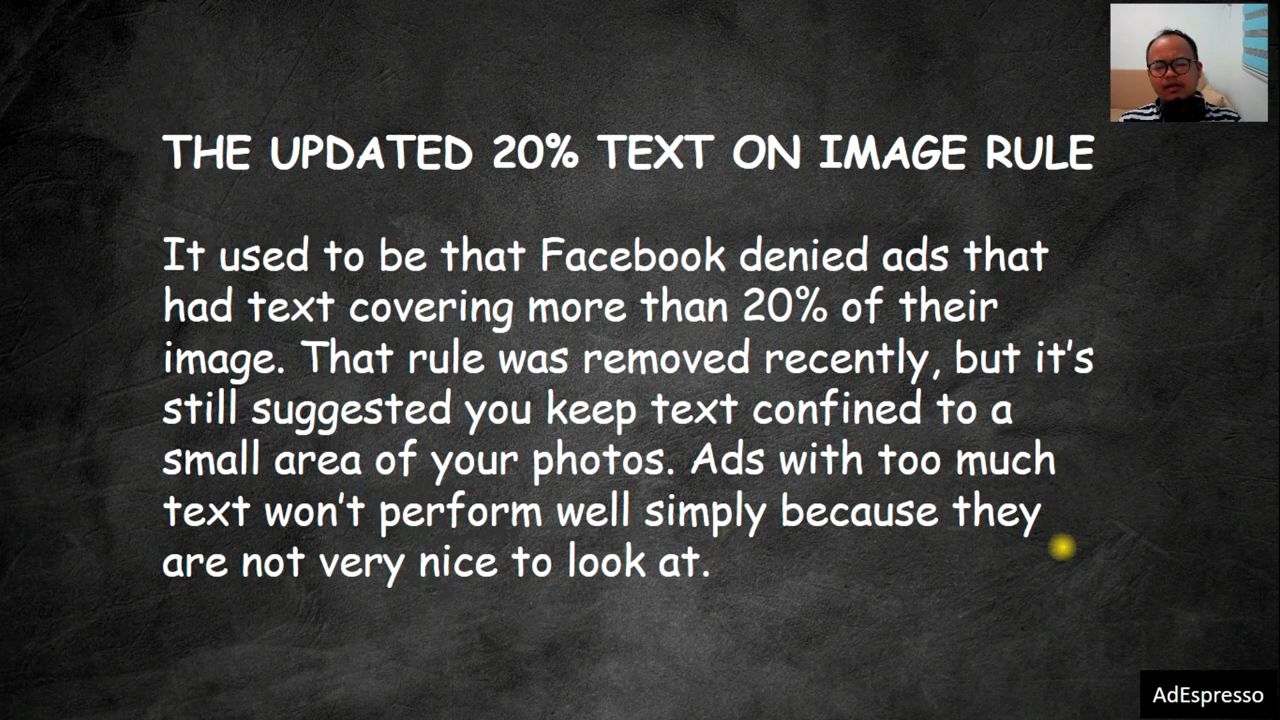 THE UPDATED 20% TEXT ON IMAGE RULE
It used to be that Facebook denied ads that
had text covering more than 20% of their
image. That rule was removed recently, but it's
still suggested you keep text confined to a
small area of your photos. Ads with too much
text won't perform well simply because they
are not very nice to look at.
AdEspresso